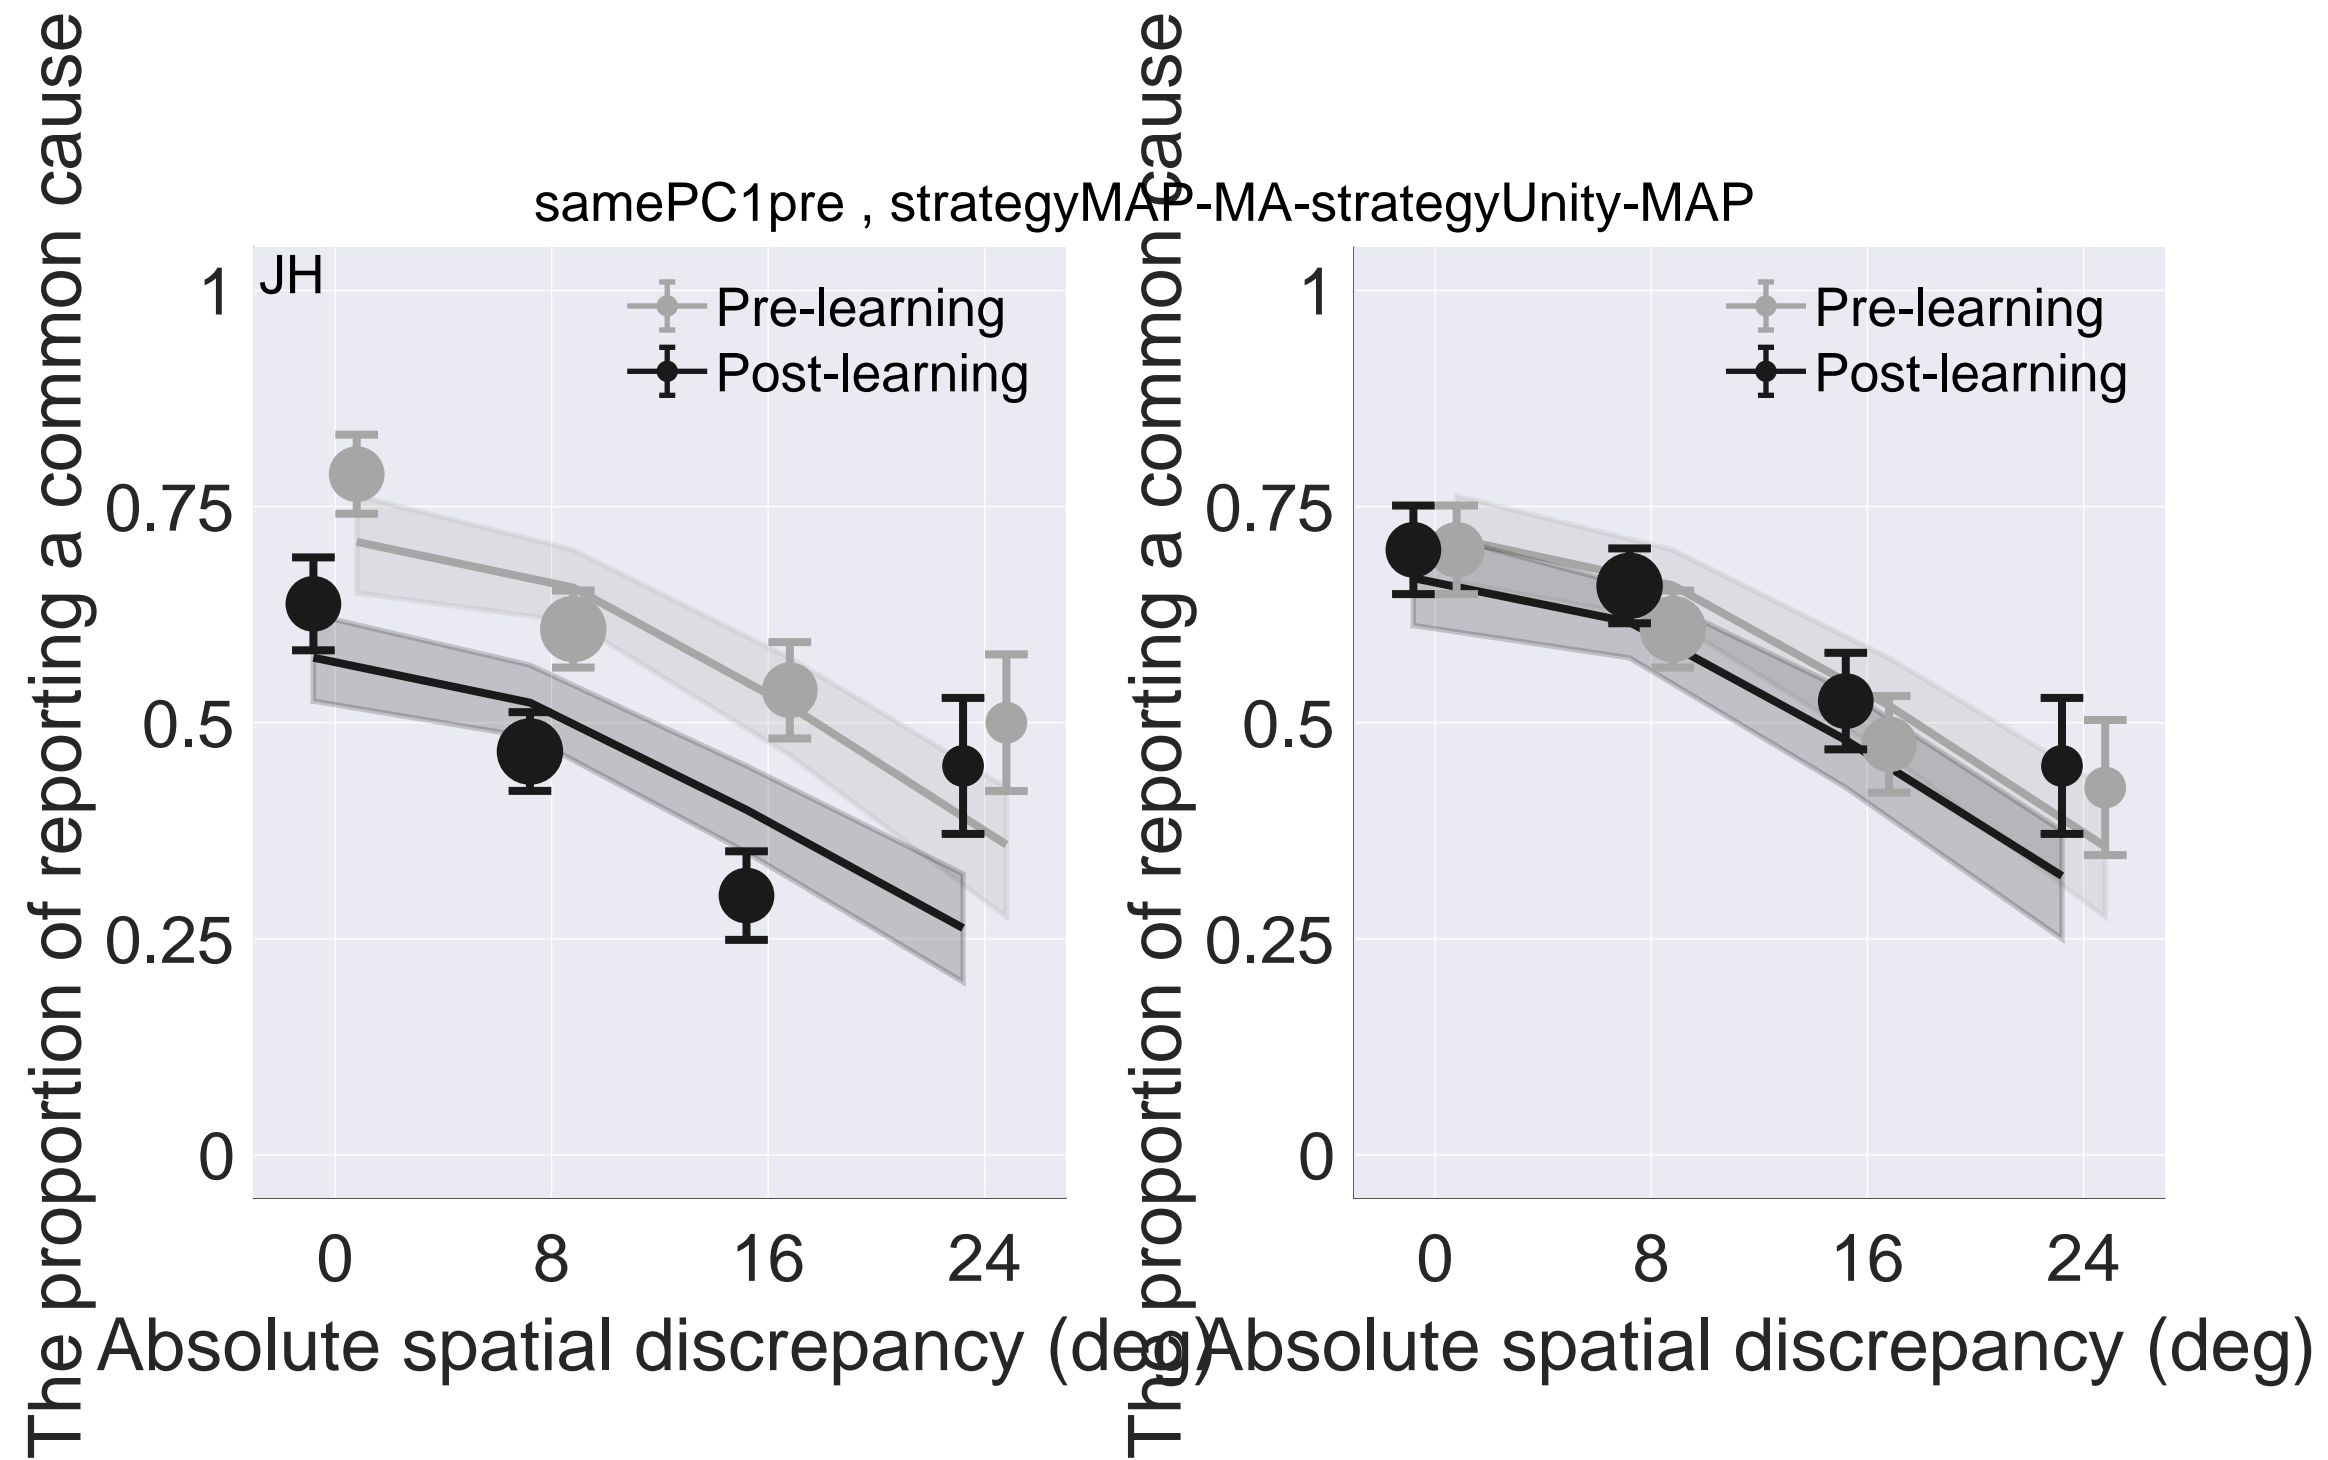 samePC1pre , strategyMAP-MA-strategyUnity-MAP
The proportion of reporting a common cause
JH
Pre-learning
Post-learning
1
0.75
0.5
0.25
0
0 8 16 24
Absolute spatial discrepancy (deg)
The proportion of reporting a common cause
Pre-learning
Post-learning
1
0.75
0.5
0.25
0
0 8 16 24
Absolute spatial discrepancy (deg)